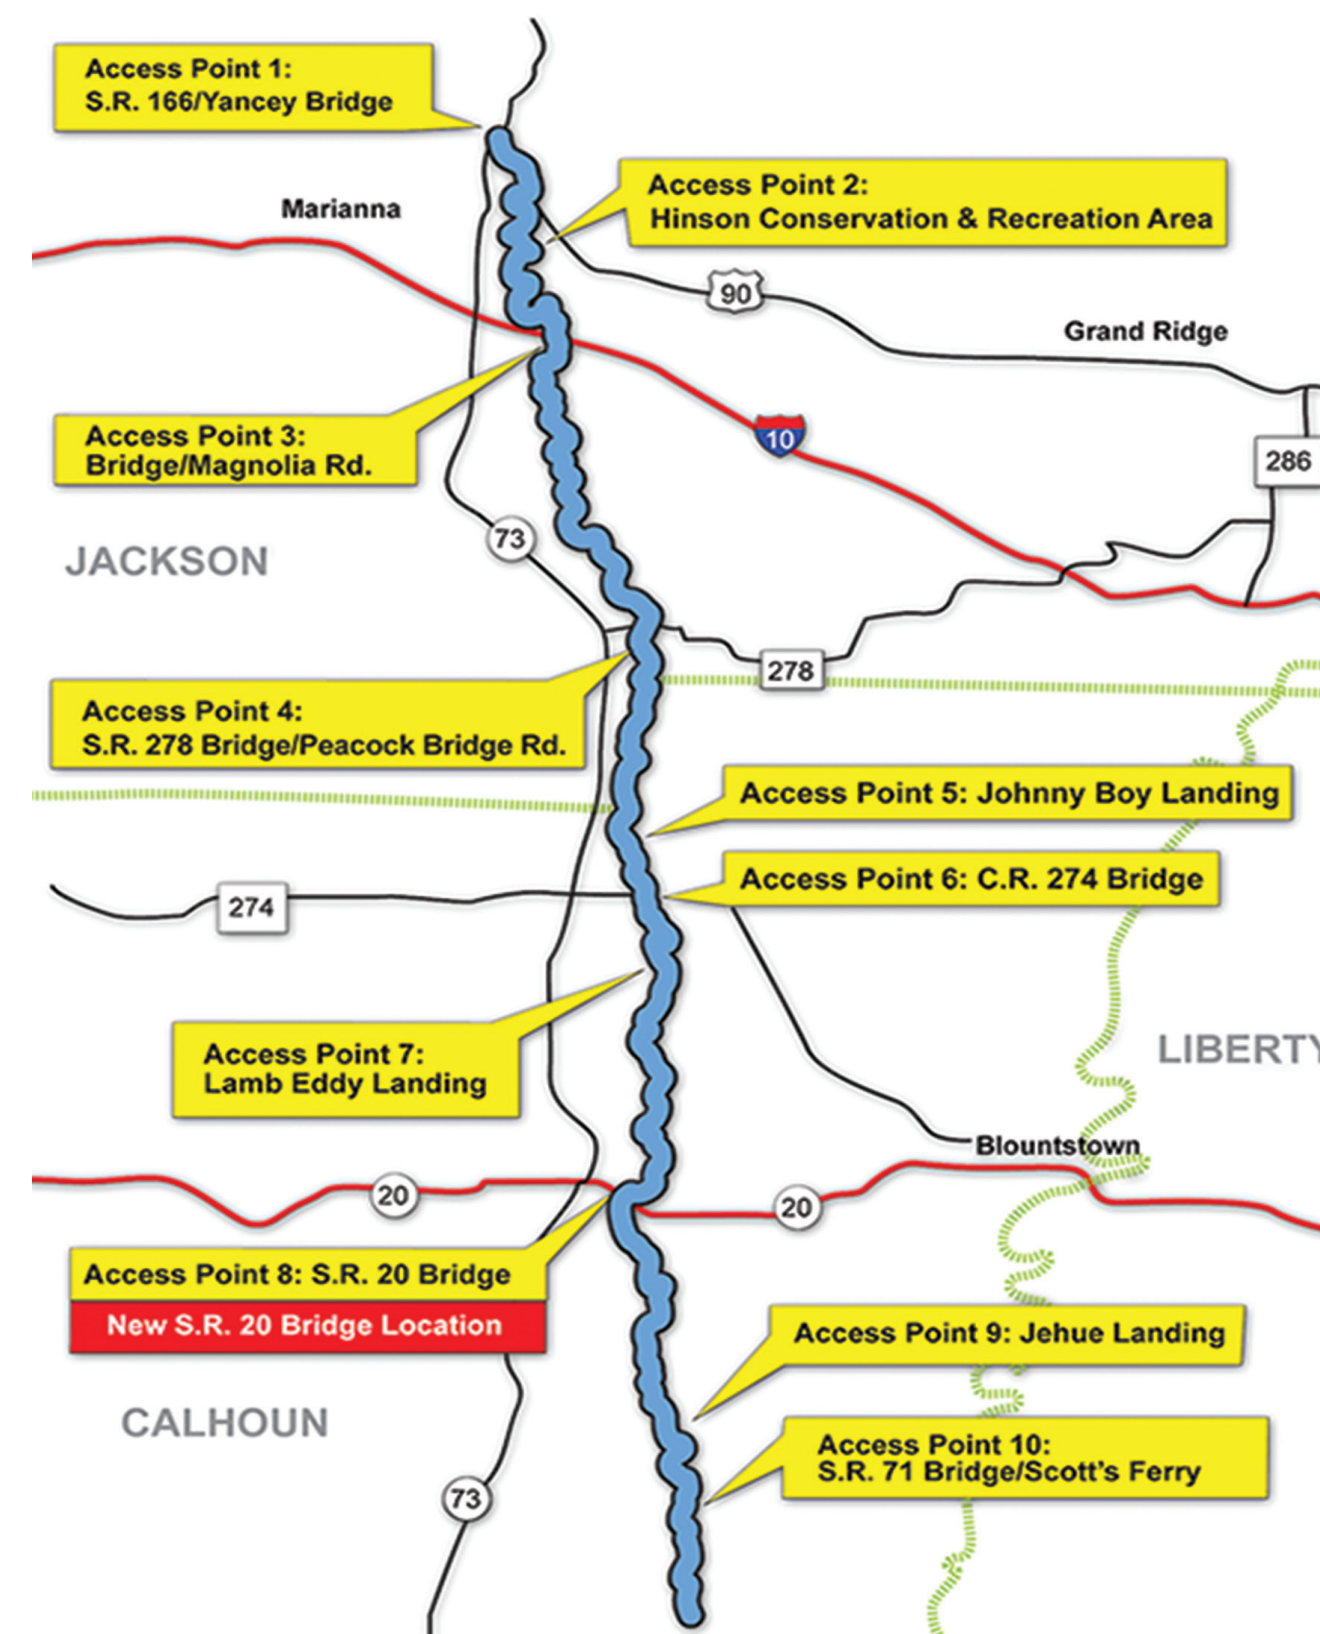 Access Point 1:
S.R. 166/Yancey Bridge
Access Point 2:
Hinson Conservation & Recreation Area
Marianna
90
Grand Ridge
Access Point 3:
Bridge/Magnolia Rd.
10
286
73
JACKSON
278
Access Point 4:
S.R. 278 Bridge/Peacock Bridge Rd.
Access Point 5: Johnny Boy Landing
Access Point 6: C.R. 274 Bridge
274
Access Point 7:
Lamb Eddy Landing
LIBERTY
Blountstown
20
20
Access Point 8: S.R. 20 Bridge
New S.R. 20 Bridge Location
Access Point 9: Jehue Landing
CALHOUN
Access Point 10:
S.R. 71 Bridge/Scott's Ferry
73